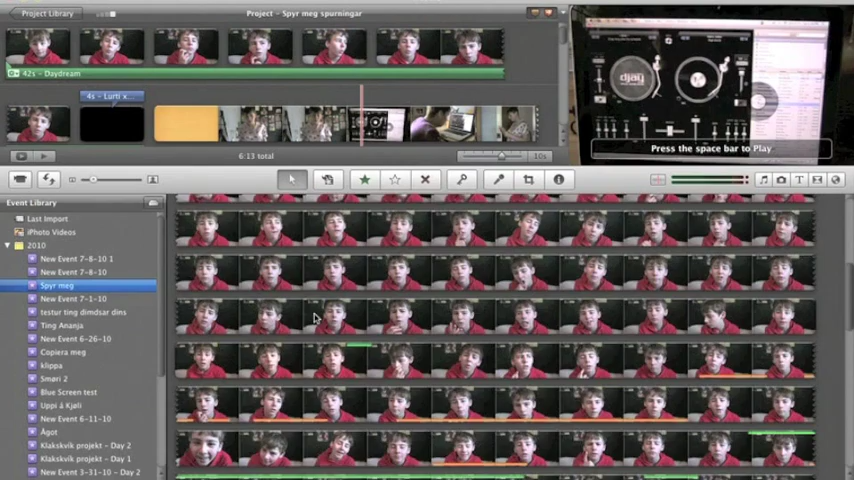 Project Library
Project - Spyr meg spurningar
42s - Daydream
4s - Lurti x...
djay
Press the space bar to Play
6:13 total
10s
Event Library
Last Import
iPhoto Videos
2010
New Event 7-8-10 1
New Event 7-8-10
Spyr meg
New Event 7-1-10
testur ting dimdsar dins
Ting Ananja
New Event 6-26-10
Copiera meg
klippa
Smøri 2
Blue Screen test
Uppi á Kjøli
New Event 6-11-10
Ágot
Klakskvik projekt - Day 2
Klakskvik projekt - Day 1
New Event 3-31-10 - Day 2